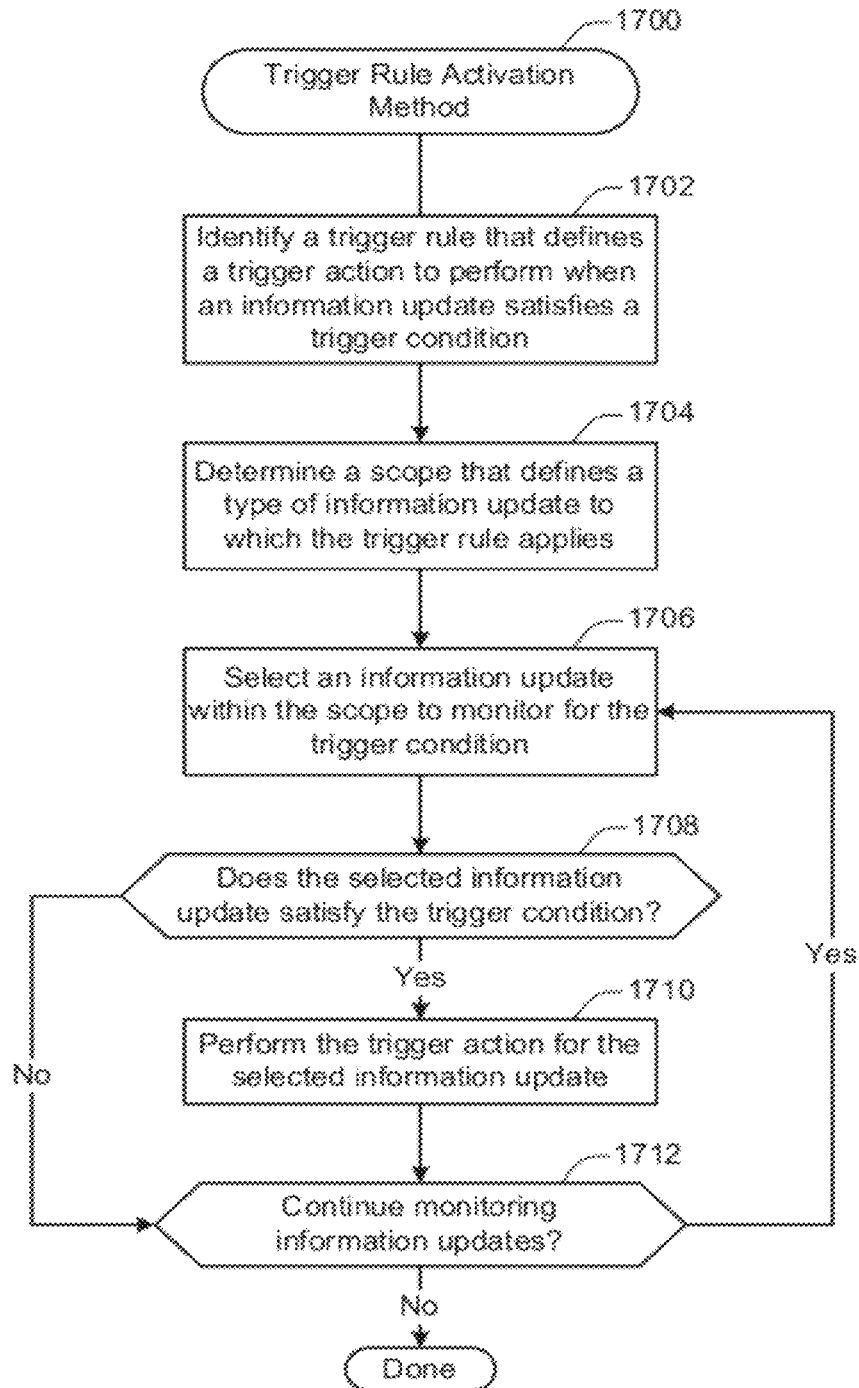 1700
Trigger Rule Activation
Method
1702
Identify a trigger rule that defines
a trigger action to perform when
an information update satisfies a
trigger condition
1704
Determine a scope that defines a
type of information update to
which the trigger rule applies
1706
Select an information update
within the scope to monitor for the
trigger condition
1708
Does the selected information
update satisfy the trigger condition?
Yes
Yes
1710
Perform the trigger action for the
selected information update
No
1712
Continue monitoring
information updates?
No
Done